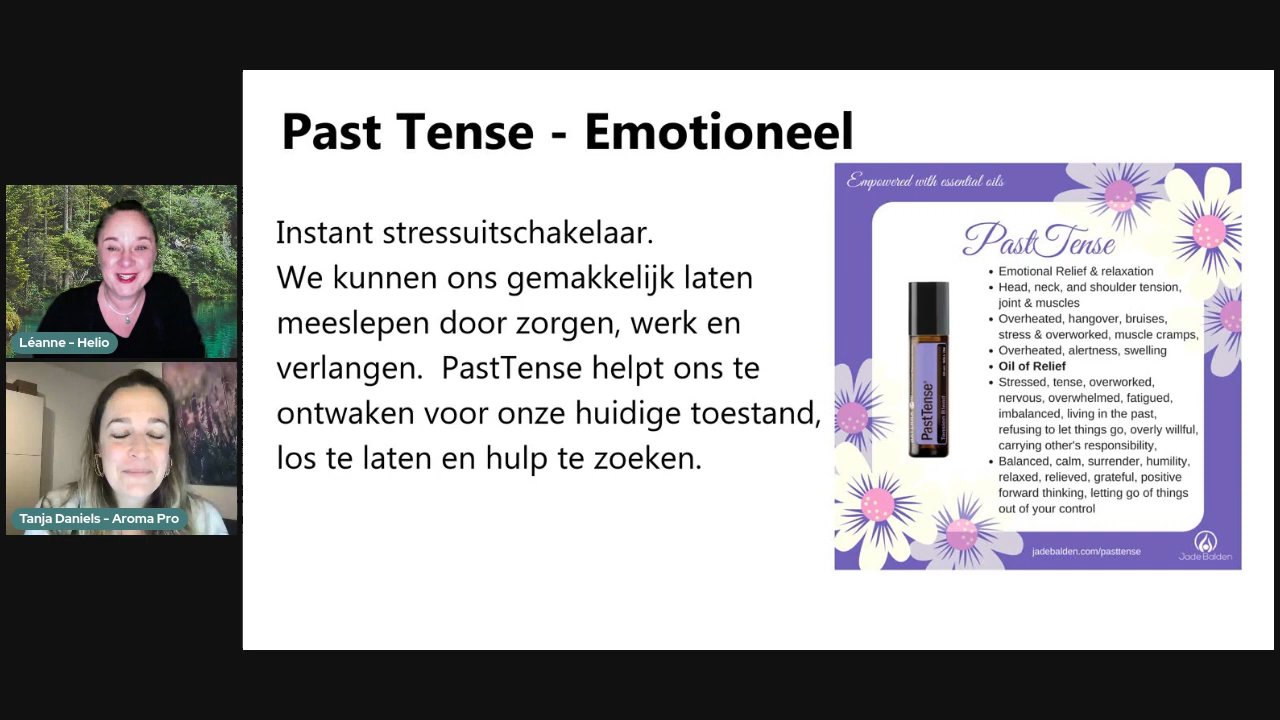 Past Tense - Emotioneel
Instant stressuitschakelaar.
We kunnen ons gemakkelijk laten
meeslepen door zorgen, werk en
verlangen.  PastTense helpt ons te
ontwaken voor onze huidige toestand,
los te laten en hulp te zoeken.
Empowered with essential oils
PastTense
• Emotional Relief & relaxation
• Head, neck, and shoulder tension,
joint & muscles
• Overheated, hangover, bruises,
stress & overworked, muscle cramps,
• Overheated, alertness, swelling
• Oil of Relief
• Stressed, tense, overworked,
nervous, overwhelmed, fatigued,
imbalanced, living in the past,
refusing to let things go, overly willful,
carrying other's responsibility,
• Balanced, calm, surrender, humility,
relaxed, relieved, grateful, positive
forward thinking, letting go of things
out of your control
PastTense
Tension Blend
jadebalden.com/pasttense
Jade Balden
Léanne - Helio
Tanja Daniels - Aroma Pro